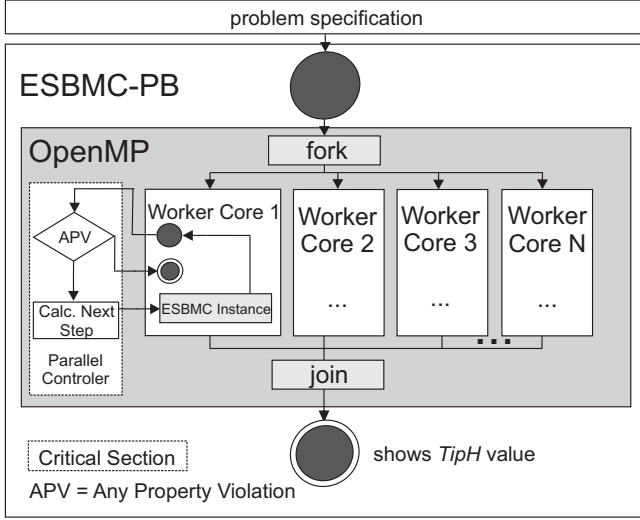 problem specification
ESBMC-PB
OpenMP
fork
Worker Core 1
APV
ESBMC Instance
Calc. Next
Step
Parallel
Controler
Worker
Core 2
...
Worker
Core 3
...
Worker
Core N
...
...
join
shows TipH value
Critical Section
APV = Any Property Violation